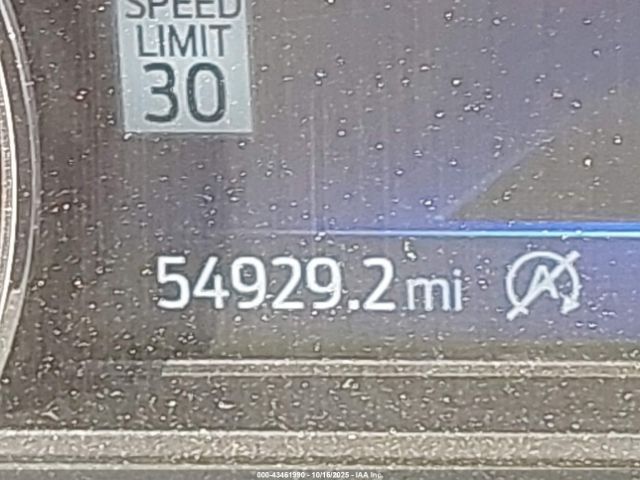 SPEED
LIMIT
30
54929.2 mi
A
000-43461990 - 10/16/2025 - IAA Inc.